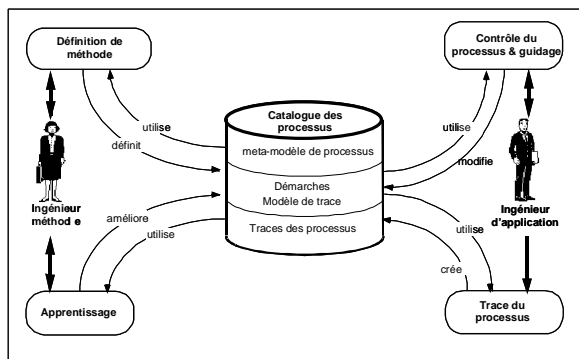 Définition de
méthode
Contrôle du
processus & guidage
Catalogue des
processus
utilise
définit
meta-modèle de processus
utilise
modifie
Démarches
Modèle de trace
Ingénieur
méthode
améliore
utilise
Traces des processus
Ingénieur
d'application
utilise
crée
Apprentissage
Trace du
processus